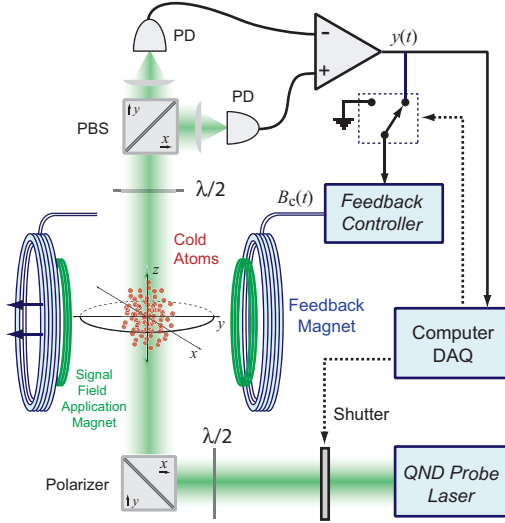 PD
−
y(t)
+
PD
PBS
y
x
λ/2
B_c(t)
Feedback
Controller
Cold
Atoms
z
y
x
Feedback
Magnet
Signal
Field
Application
Magnet
Computer
DAQ
Shutter
λ/2
Polarizer
x
y
QND Probe
Laser